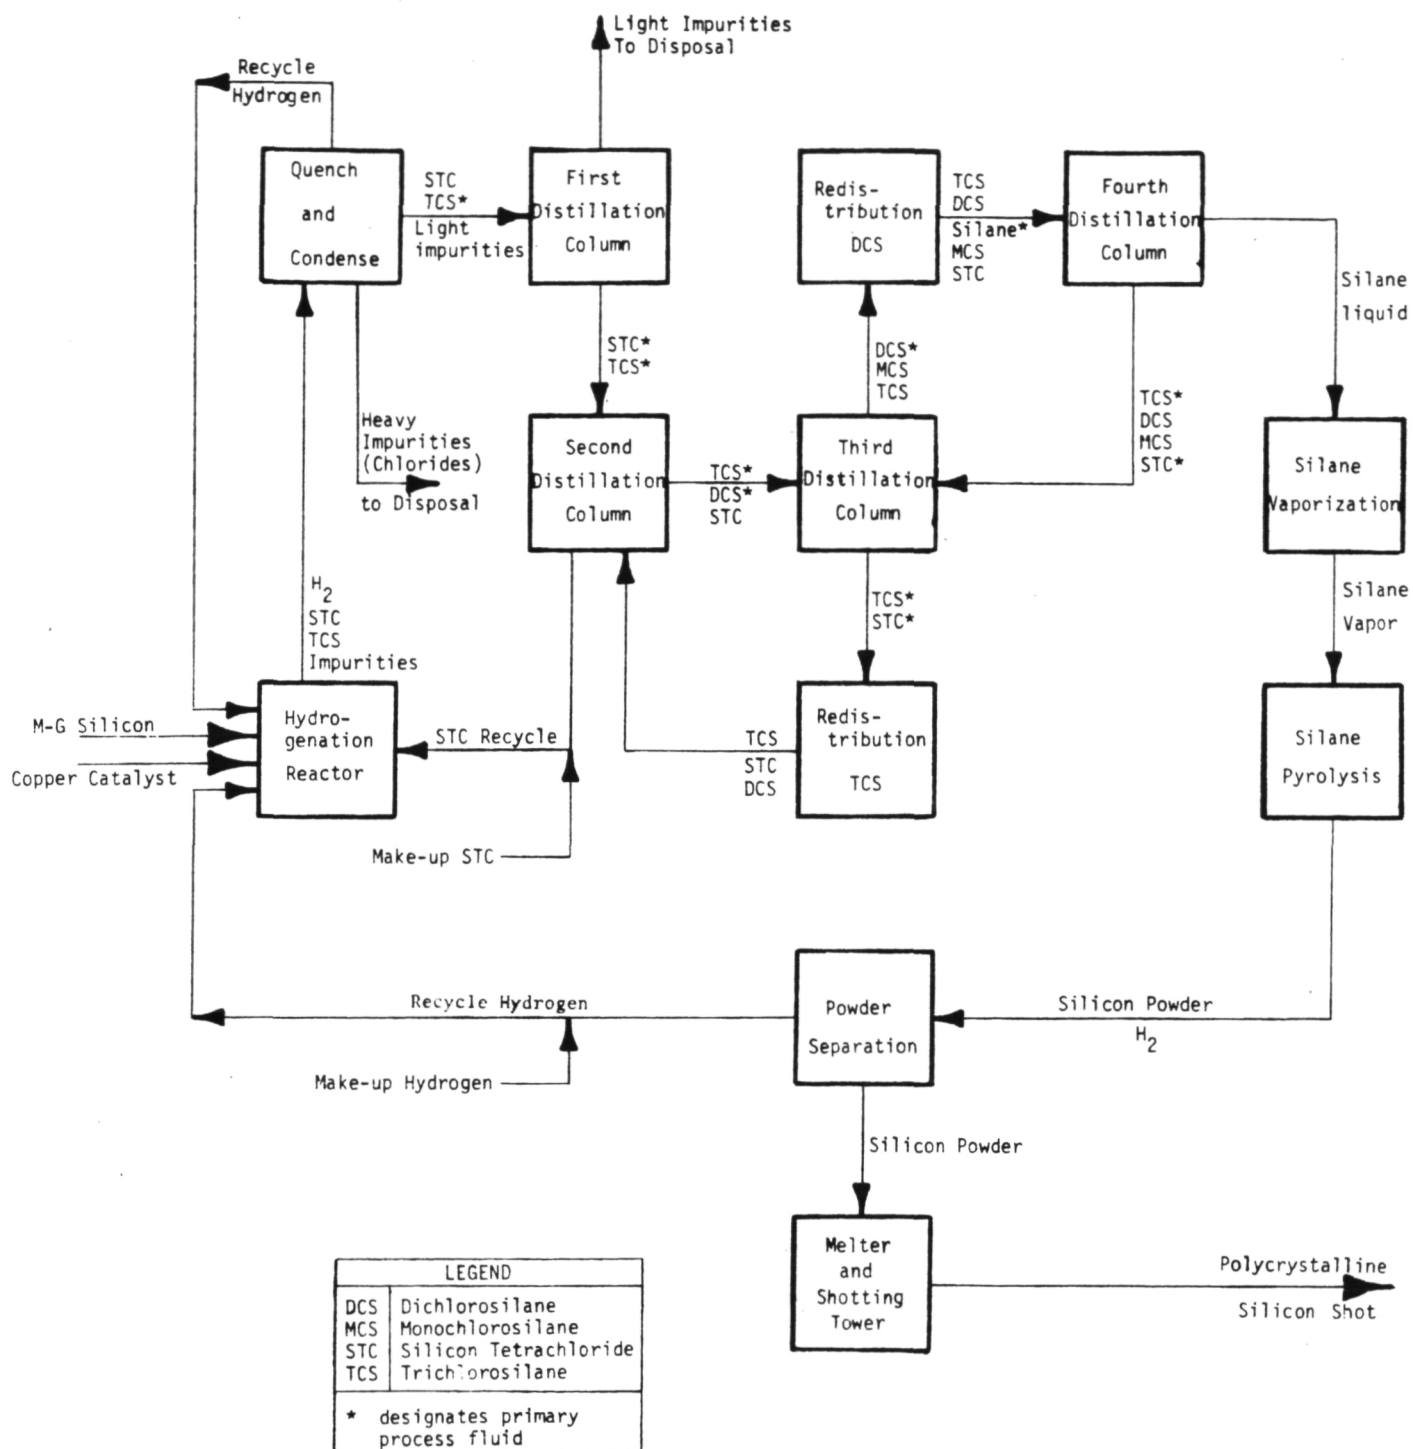 Light Impurities
To Disposal
Recycle
Hydrogen
Quench
and
Condense
STC
TCS*
Light
impurities
First
Distillation
Column
Redis-
tribution
DCS
TCS
DCS
Silane*
MCS
STC
Fourth
Distillation
Column
Silane
liquid
STC*
TCS*
DCS*
MCS
TCS
TCS*
DCS
MCS
STC*
Heavy
Impurities
(Chlorides)
to Disposal
Second
Distillation
Column
TCS*
DCS*
STC
Third
Distillation
Column
Silane
Vaporization
H2
STC
TCS
Impurities
TCS*
STC*
Silane
Vapor
M-G Silicon
Copper Catalyst
Hydro-
genation
Reactor
STC Recycle
TCS
STC
DCS
Redis-
tribution
TCS
Silane
Pyrolysis
Make-up STC
Recycle Hydrogen
Powder
Separation
Silicon Powder
H2
Make-up Hydrogen
Silicon Powder
Melter
and
Shotting
Tower
Polycrystalline
Silicon Shot
LEGEND
DCS Dichlorosilane
MCS Monochlorosilane
STC Silicon Tetrachloride
TCS Trichlorosilane
* designates primary
process fluid